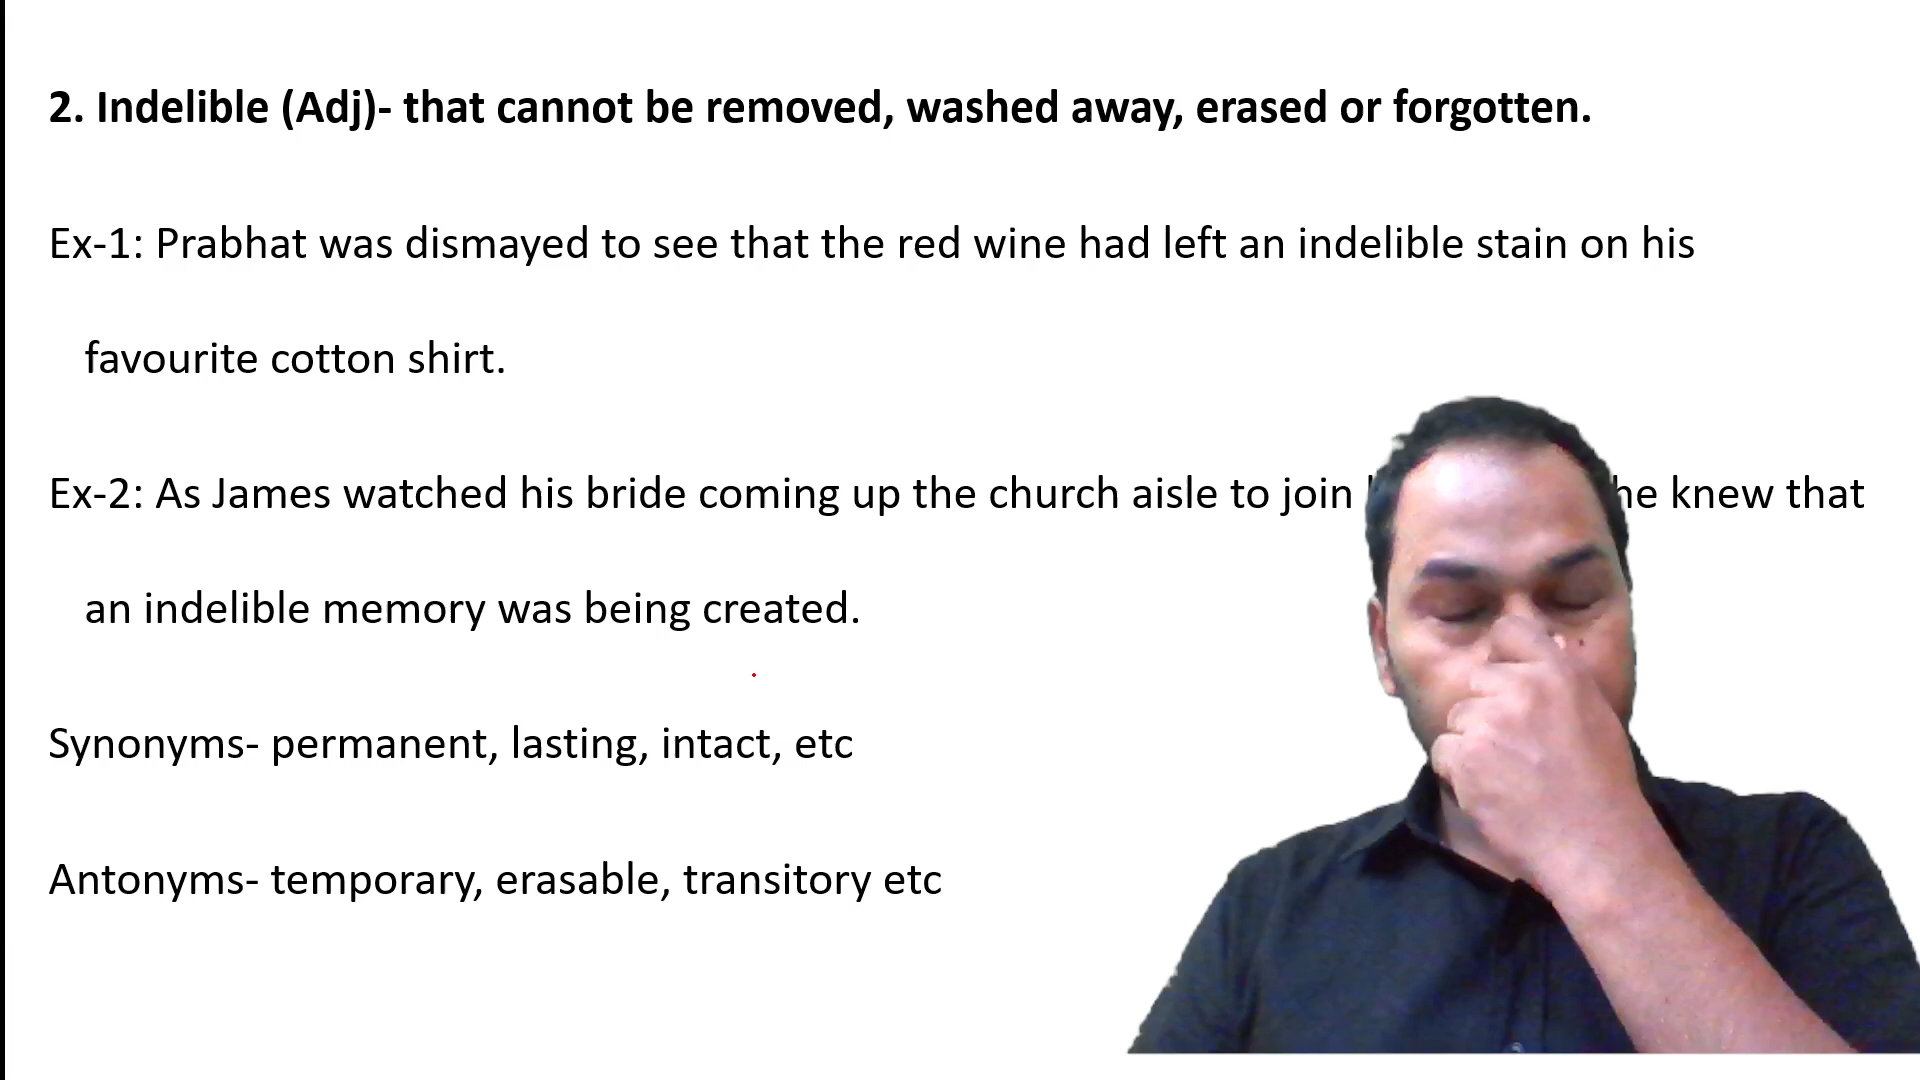 2. Indelible (Adj)- that cannot be removed, washed away, erased or forgotten.
Ex-1: Prabhat was dismayed to see that the red wine had left an indelible stain on his
favourite cotton shirt.
Ex-2: As James watched his bride coming up the church aisle to join he knew that
an indelible memory was being created.
Synonyms- permanent, lasting, intact, etc
Antonyms- temporary, erasable, transitory etc